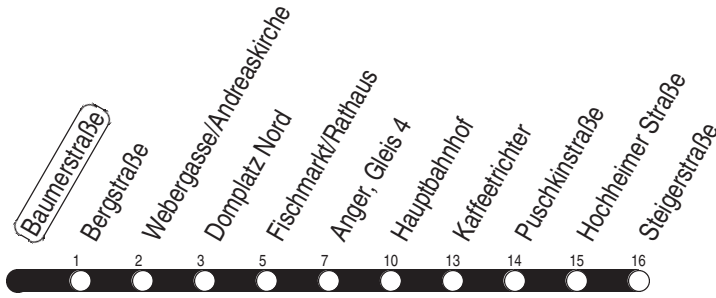 Baumerstraße
Bergstraße
Webergasse/Andreaskirche
Domplatz Nord
Fischmarkt/Rathaus
Anger, Gleis 4
Hauptbahnhof
Kaffeetrichter
Puschkinstraße
Hochheimer Straße
Steigerstraße
1 2 3 5 7 10 13 14 15 16